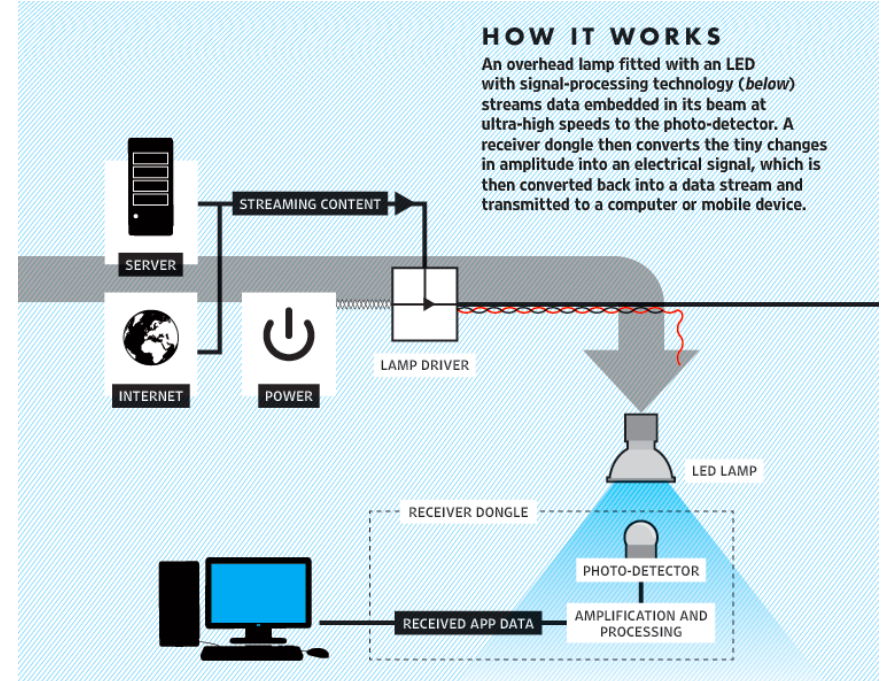 HOW IT WORKS
An overhead lamp fitted with an LED
with signal-processing technology (below)
streams data embedded in its beam at
ultra-high speeds to the photo-detector. A
receiver dongle then converts the tiny changes
in amplitude into an electrical signal, which is
then converted back into a data stream and
transmitted to a computer or mobile device.
STREAMING CONTENT
SERVER
LAMP DRIVER
INTERNET
POWER
LED LAMP
RECEIVER DONGLE
PHOTO-DETECTOR
RECEIVED APP DATA
AMPLIFICATION AND
PROCESSING